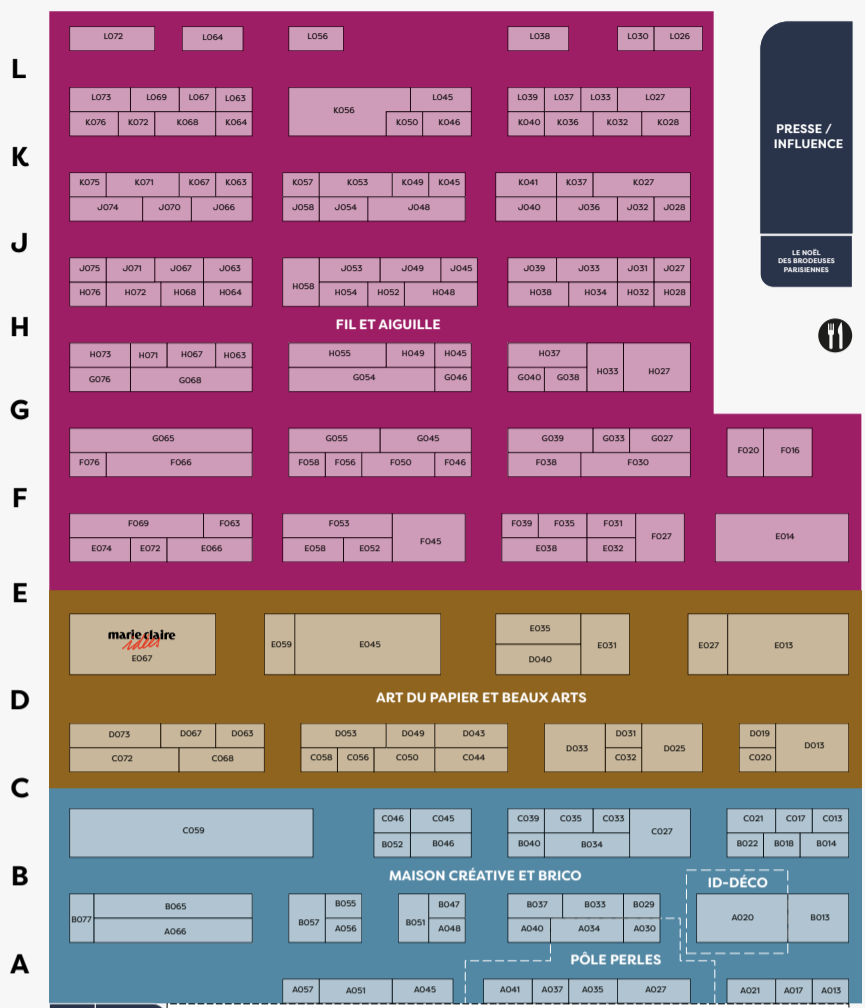 L072 L064 L056 L038 L030 L026
L
L073 L069 L067 L063 K056 L045 L039 L037 L033 L027
K076 K072 K068 K064 K050 K046 K040 K036 K032 K028
PRESSE /
INFLUENCE
K
K075 K071 K067 K063 K057 K053 K049 K045 K041 K037 K027
J074 J070 J066 J058 J054 J048 J040 J036 J032 J028
J
LE NOËL
DES BRODEUSES
PARISIENNES
J075 J071 J067 J063 H058 J053 J049 J045 J039 J033 J031 J027
H076 H072 H068 H064 H054 H052 H048 H038 H034 H032 H028
H
FIL ET AIGUILLE
H073 H071 H067 H063 H055 H049 H045 H037 H033 H027
G076 G068 G054 G046 G040 G038
G
G065 G055 G045 G039 G033 G027 F020 F016
F076 F066 F058 F056 F050 F046 F038 F030
F
F069 F063 F053 F045 F039 F035 F031 F027 E014
E074 E072 E066 E058 E052 E038 E032
E
marie claire
idées
E067 E059 E045 E035 E031 E027 E013
D040
D
ART DU PAPIER ET BEAUX ARTS
D073 D067 D063 D053 D049 D043 D033 D031 D025 D019 D013
C072 C068 C058 C056 C050 C044 C032 C020
C
C059 C046 C045 C039 C035 C033 C027 C021 C017 C013
B052 B046 B040 B034 B022 B018 B014
B
MAISON CRÉATIVE ET BRICO
ID-DÉCO
B077 B065 B057 B055 B051 B047 B037 B033 B029 A020 B013
A066 A056 A048 A040 A034 A030
A
PÔLE PERLES
A057 A051 A045 A041 A037 A035 A027 A021 A017 A013